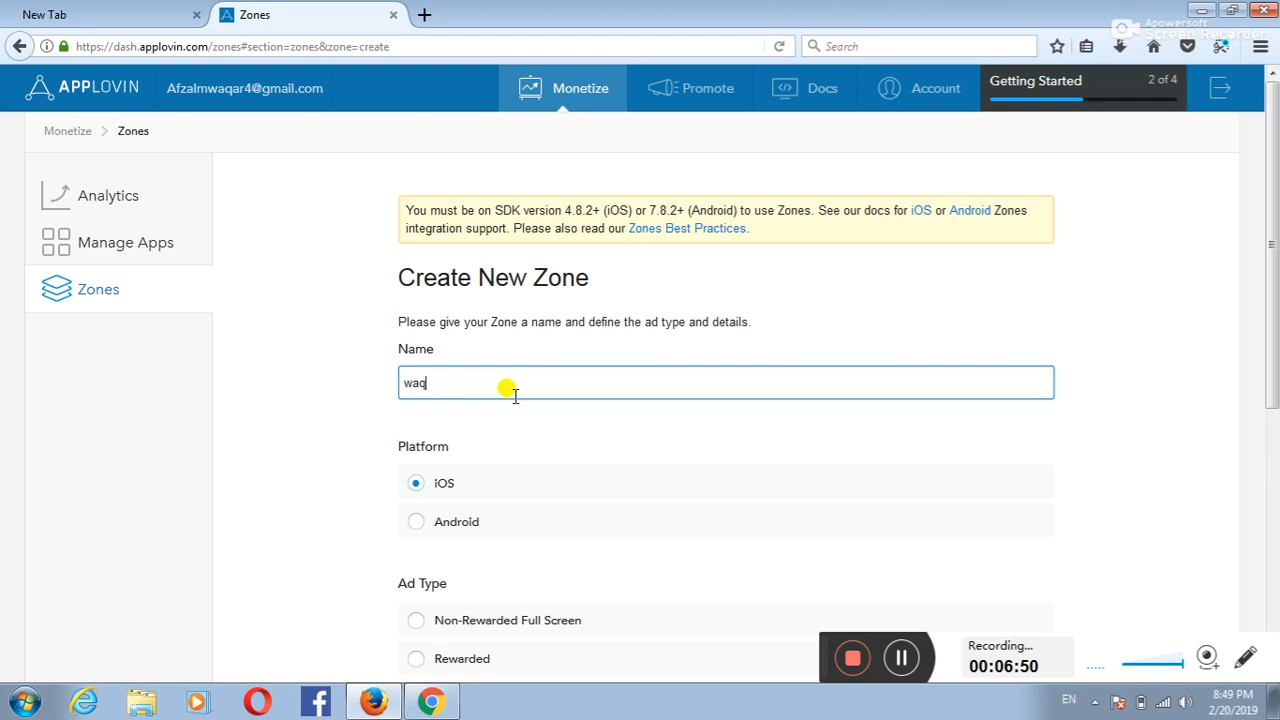 New Tab
Zones
Apowersoft
Screen Recorder
https://dash.applovin.com/zones#section=zones&zone=create
Search
APPLOVIN
Afzalmwaqar4@gmail.com
Monetize
Promote
Docs
Account
Getting Started
2 of 4
Monetize
Zones
Analytics
Manage Apps
Zones
You must be on SDK version 4.8.2+ (iOS) or 7.8.2+ (Android) to use Zones. See our docs for iOS or Android Zones
integration support. Please also read our Zones Best Practices.
Create New Zone
Please give your Zone a name and define the ad type and details.
Name
waq
Platform
iOS
Android
Ad Type
Non-Rewarded Full Screen
Rewarded
Recording...
00:06:50
EN
8:49 PM
2/20/2019